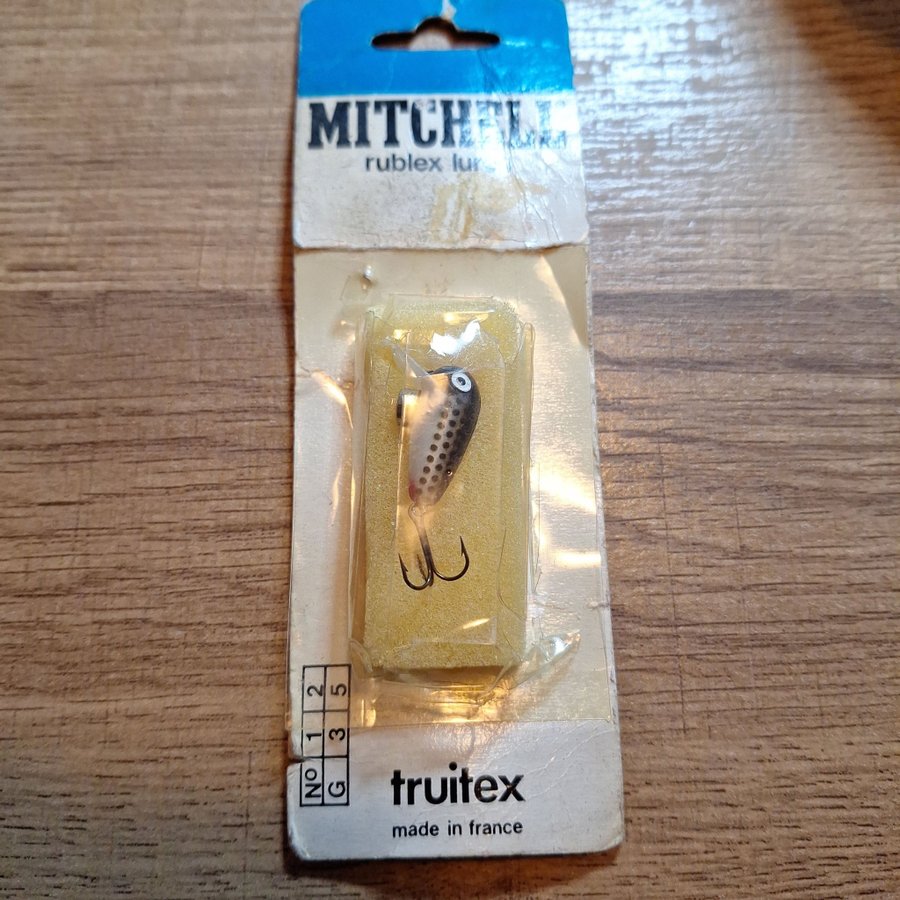 MITCHELL
rublex lure
No 1 2
G 3 5
truitex
made in france